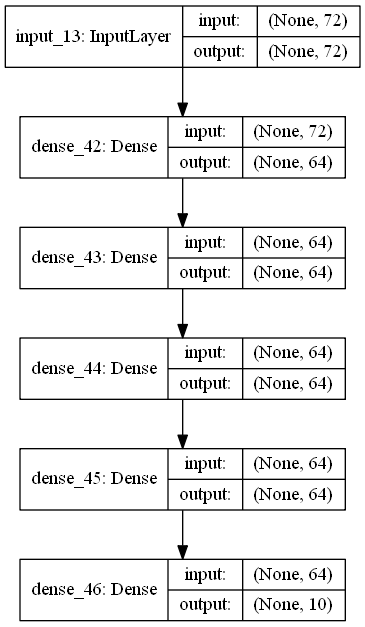 input_13: InputLayer
input: (None, 72)
output: (None, 72)
dense_42: Dense
input: (None, 72)
output: (None, 64)
dense_43: Dense
input: (None, 64)
output: (None, 64)
dense_44: Dense
input: (None, 64)
output: (None, 64)
dense_45: Dense
input: (None, 64)
output: (None, 64)
dense_46: Dense
input: (None, 64)
output: (None, 10)